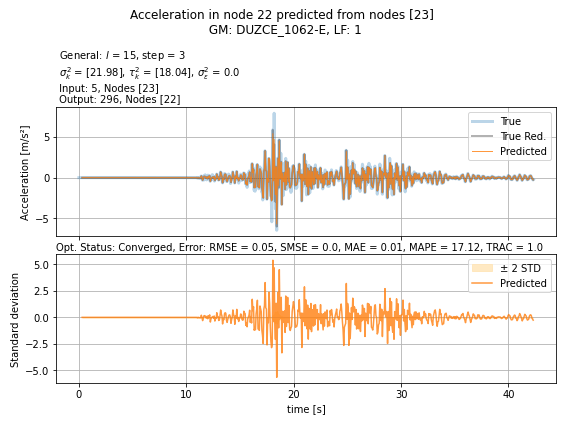 Acceleration in node 22 predicted from nodes [23]
GM: DUZCE_1062-E, LF: 1
General: l = 15, step = 3
σ²ₖ = [21.98], τ²ₖ = [18.04], σ²ε = 0.0
Input: 5, Nodes [23]
Output: 296, Nodes [22]
Acceleration [m/s²]
5
0
−5
True
True Red.
Predicted
Opt. Status: Converged, Error: RMSE = 0.05, SMSE = 0.0, MAE = 0.01, MAPE = 17.12, TRAC = 1.0
Standard deviation
5.0
2.5
0.0
−2.5
−5.0
± 2 STD
Predicted
0 10 20 30 40
time [s]